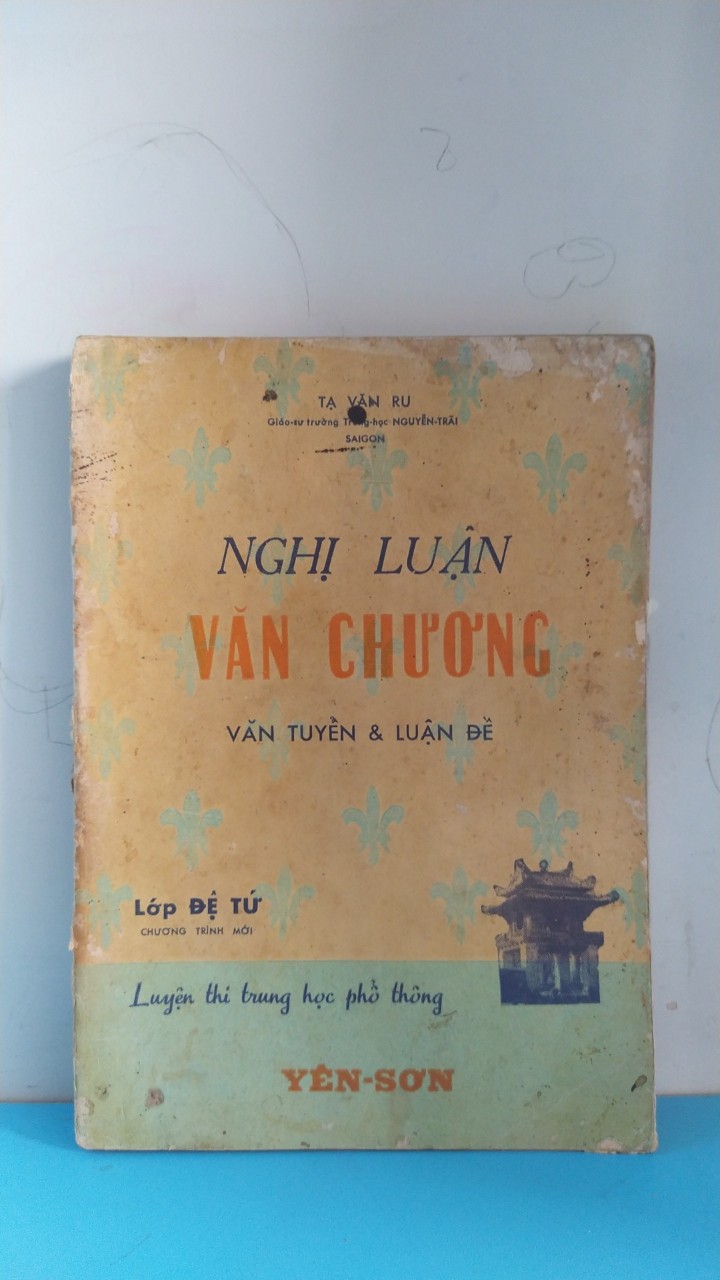 TẠ VĂN RU
Giáo-sư trường Trung-học NGUYỄN-TRÃI
SAIGON
NGHỊ LUẬN
VĂN CHƯƠNG
VĂN TUYỂN & LUẬN ĐỀ
Lớp ĐỆ TỨ
CHƯƠNG TRÌNH MỚI
Luyện thi trung học phổ thông
YÊN-SƠN